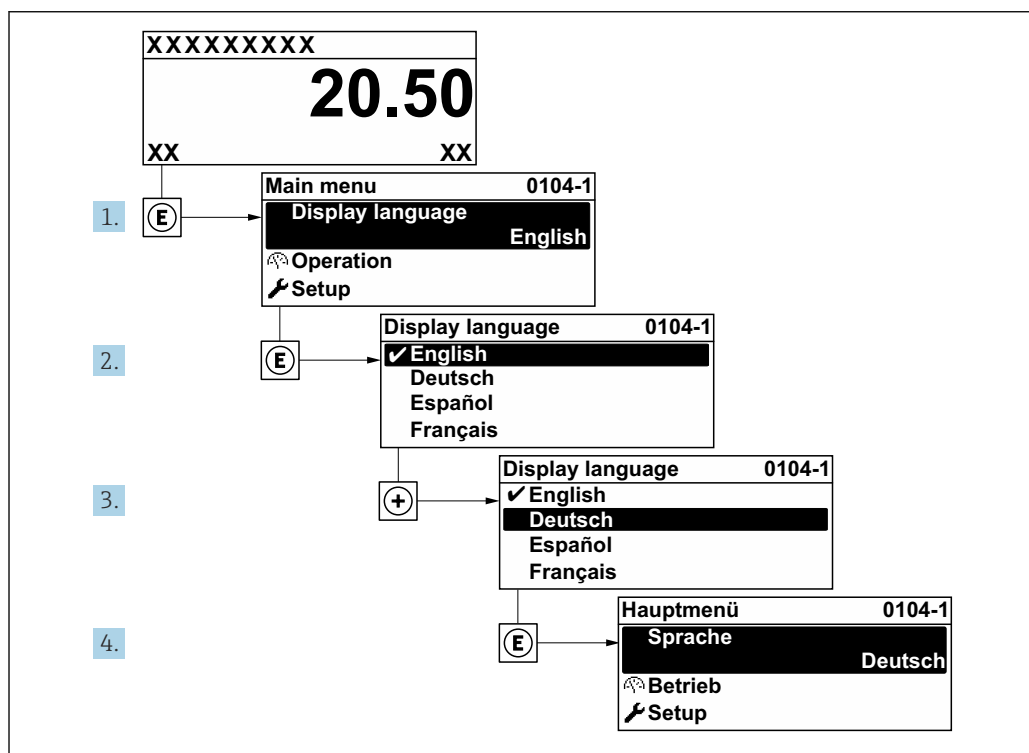 XXXXXXXXX
20.50
XX XX
1. E
Main menu 0104-1
Display language
English
Operation
Setup
2. E
Display language 0104-1
✔English
Deutsch
Español
Français
3. +
Display language 0104-1
✔English
Deutsch
Español
Français
4. E
Hauptmenü 0104-1
Sprache
Deutsch
Betrieb
Setup